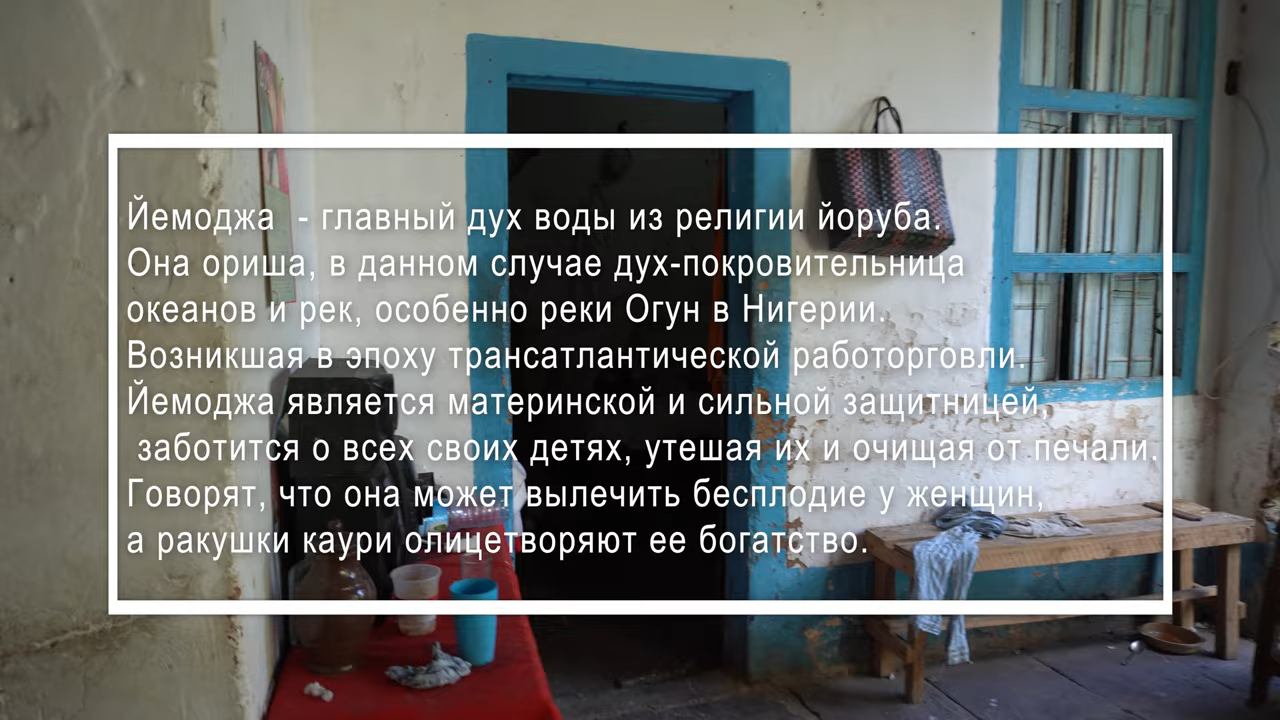 Йемоджа  - главный дух воды из религии йоруба.
Она ориша, в данном случае дух-покровительница
океанов и рек, особенно реки Огун в Нигерии.
Возникшая в эпоху трансатлантической работорговли.
Йемоджа является материнской и сильной защитницей,
заботится о всех своих детях, утешая их и очищая от печали.
Говорят, что она может вылечить бесплодие у женщин,
а ракушки каури олицетворяют ее богатство.